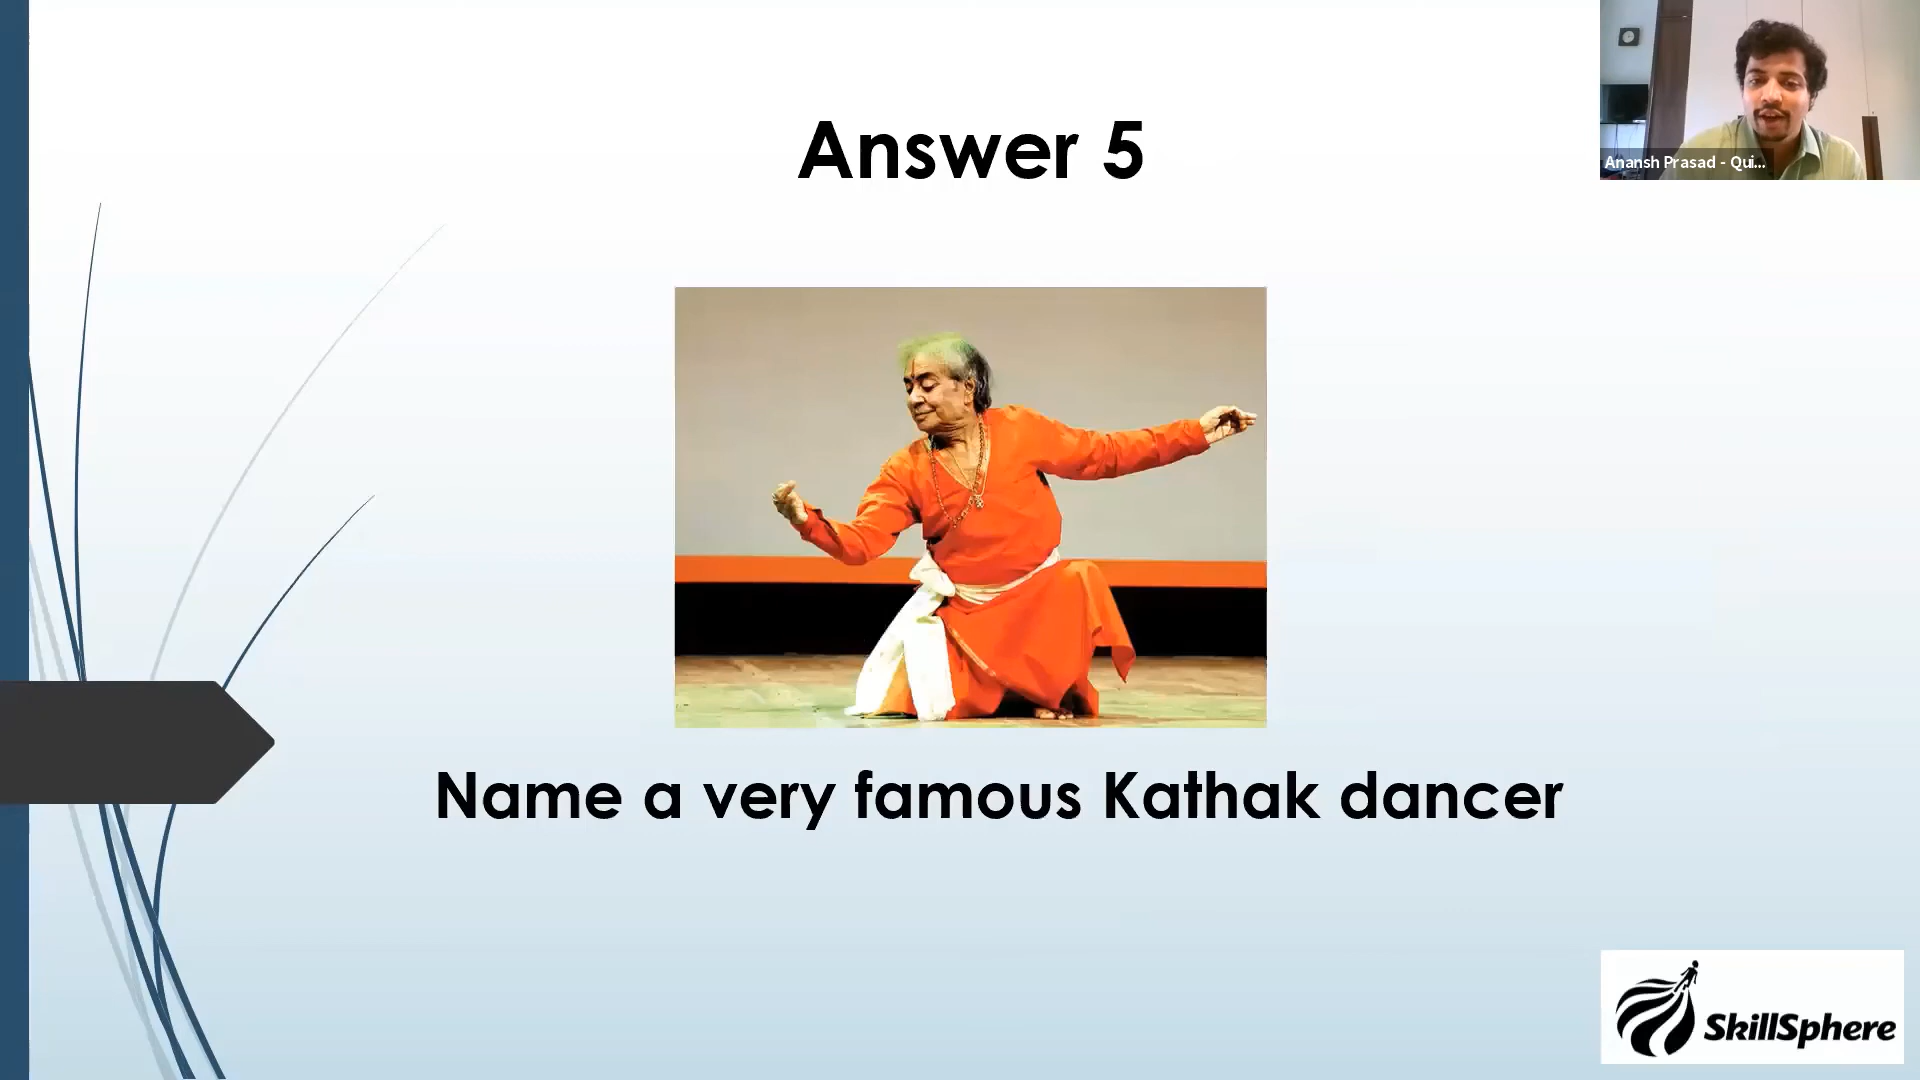 Answer 5
Anansh Prasad - Qui...
Name a very famous Kathak dancer
SkillSphere